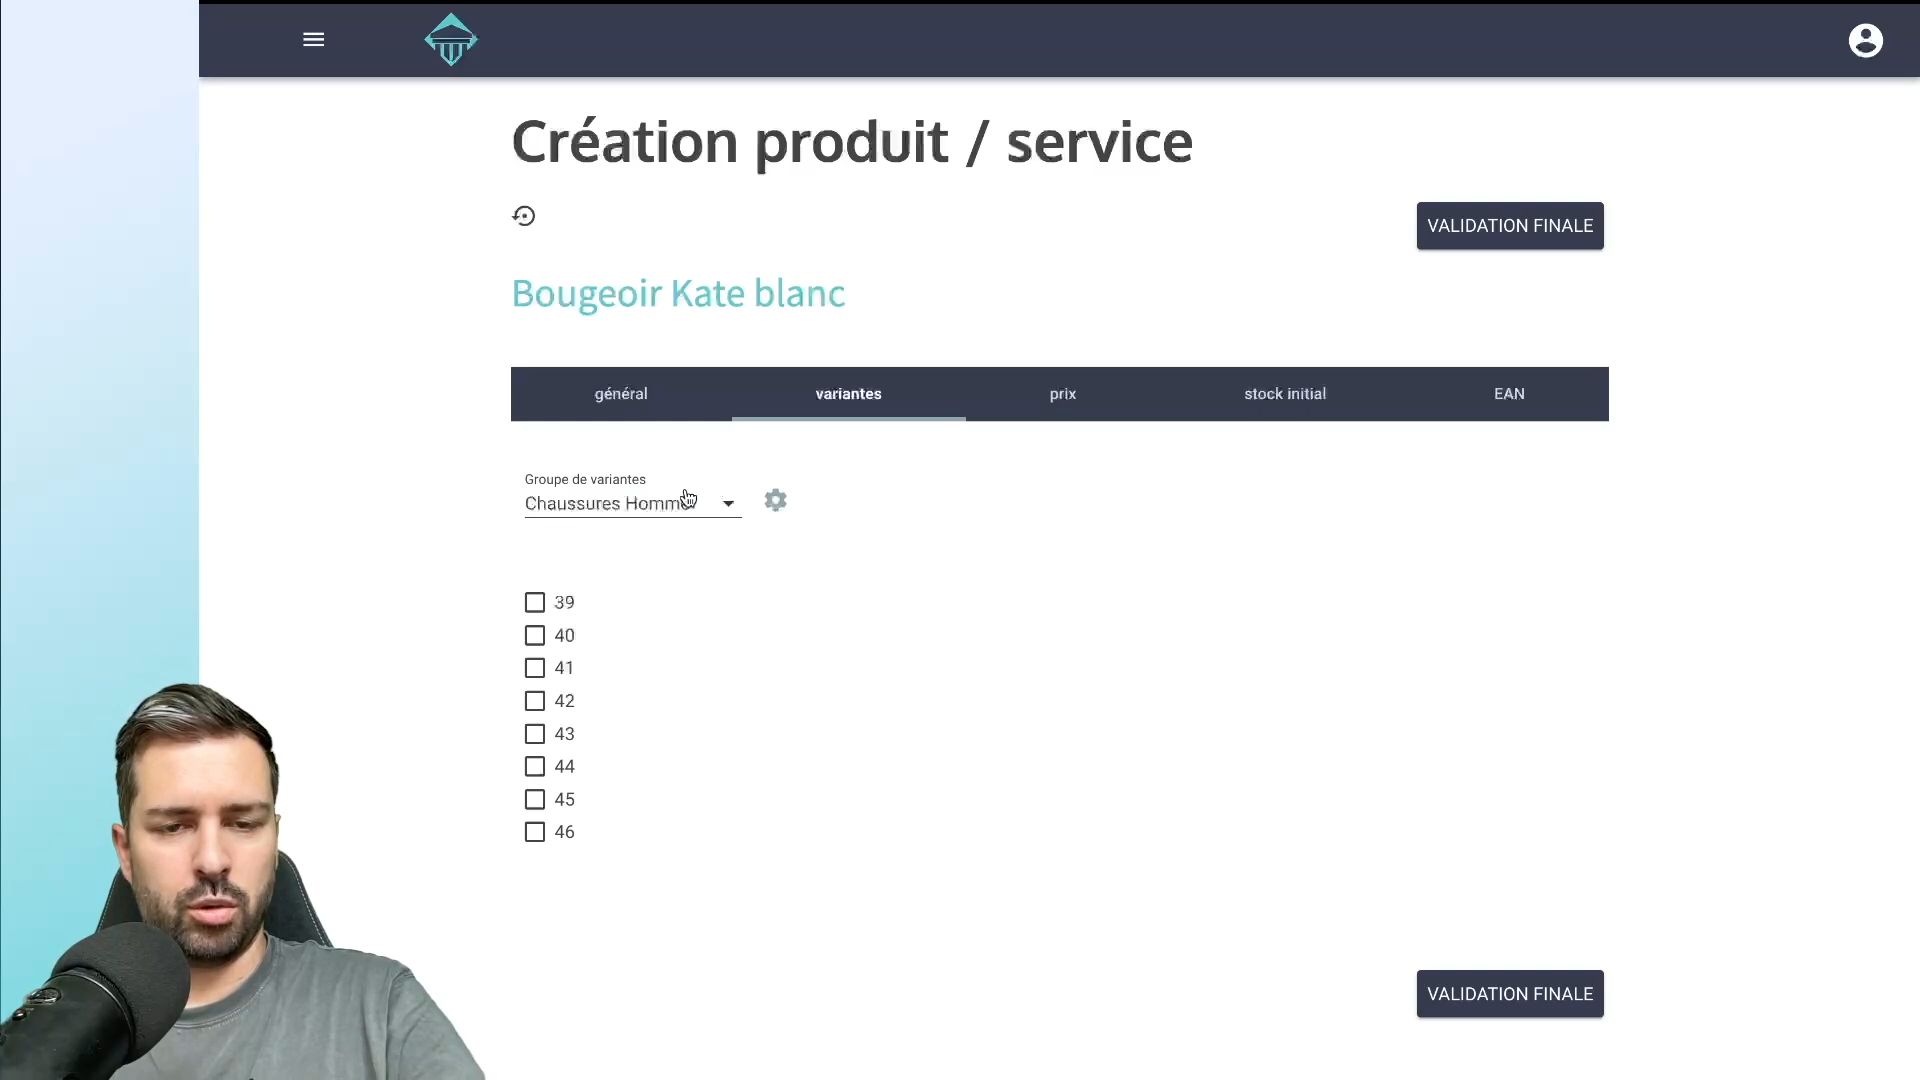 Création produit / service
VALIDATION FINALE
Bougeoir Kate blanc
général variantes prix stock initial EAN
Groupe de variantes
Chaussures Homme
39
40
41
42
43
44
45
46
VALIDATION FINALE